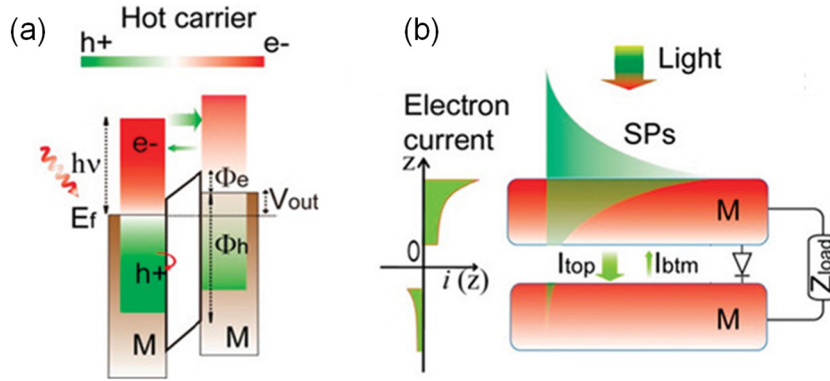 (a)
Hot carrier
h+
e-
e-
hν
Φe
Vout
Ef
Φh
h+
M
M
(b)
Light
Electron
current
SPs
z
M
0
Itop
Ibtm
i (z)
Zload
M